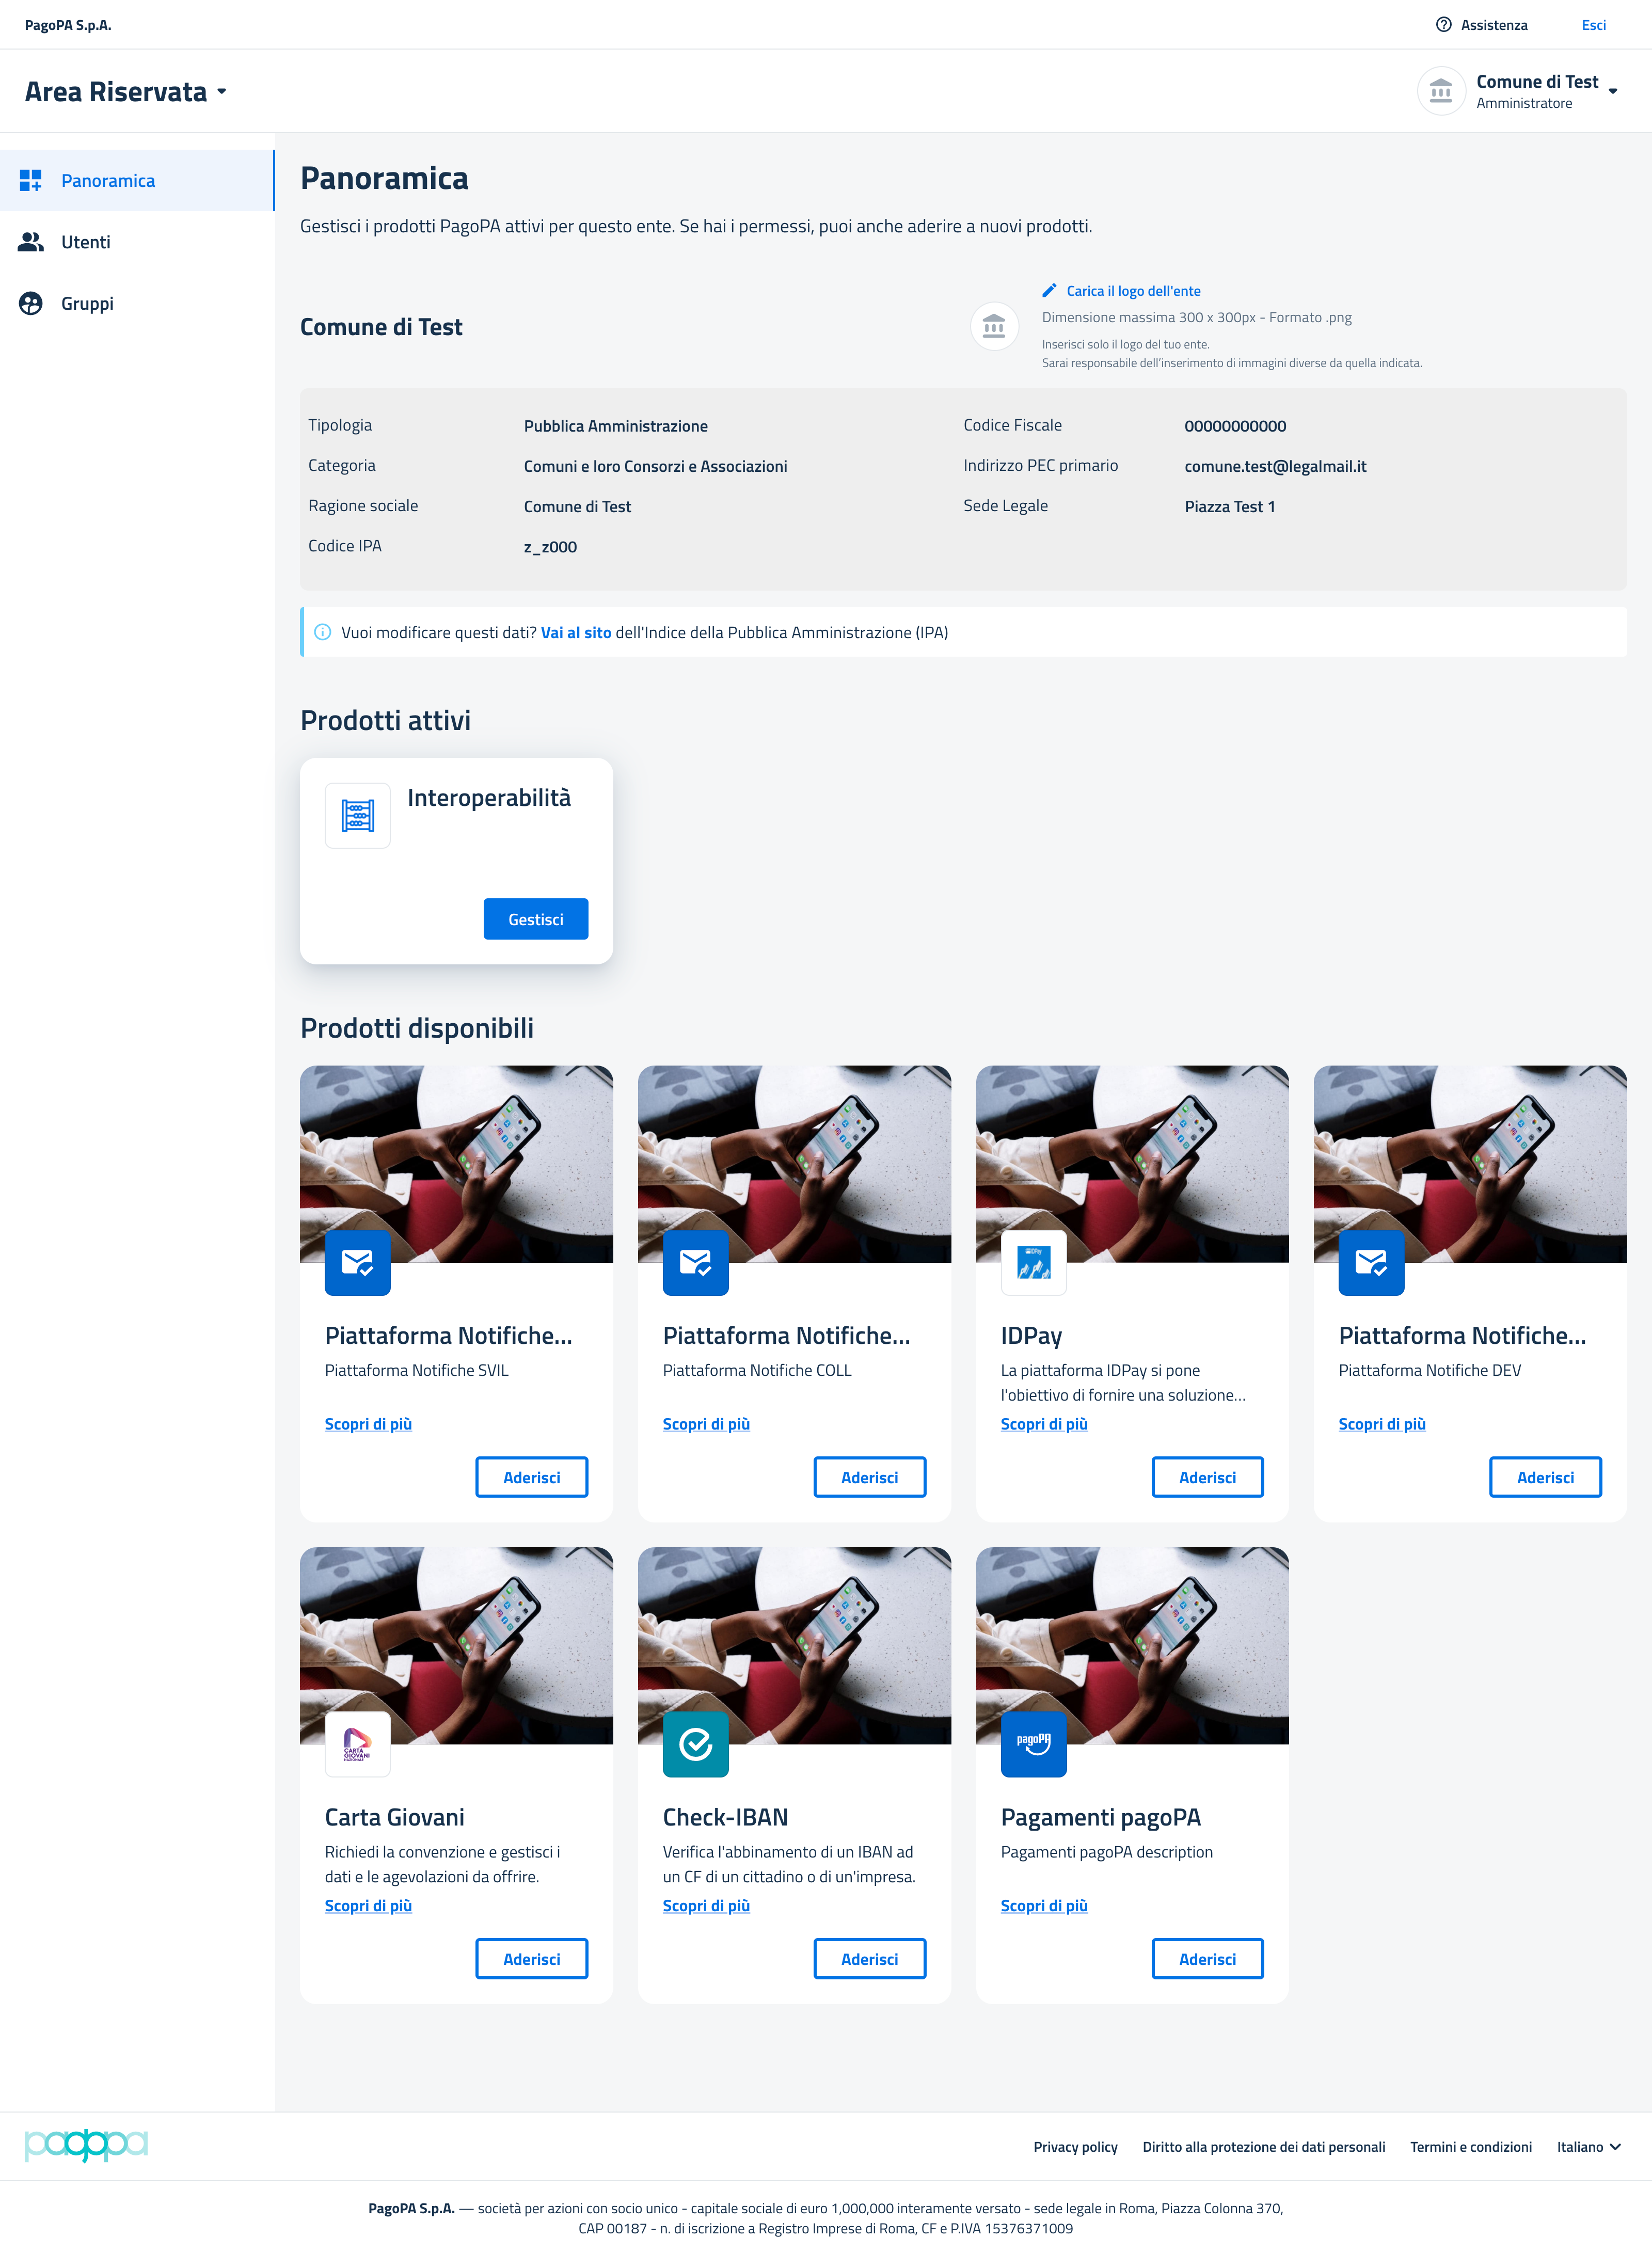 PagoPA S.p.A.
Assistenza
Esci
Area Riservata
Comune di Test
Amministratore
Panoramica
Utenti
Gruppi
Panoramica
Gestisci i prodotti PagoPA attivi per questo ente. Se hai i permessi, puoi anche aderire a nuovi prodotti.
Comune di Test
Carica il logo dell'ente
Dimensione massima 300 x 300px - Formato .png
Inserisci solo il logo del tuo ente.
Sarai responsabile dell’inserimento di immagini diverse da quella indicata.
Tipologia
Pubblica Amministrazione
Categoria
Comuni e loro Consorzi e Associazioni
Ragione sociale
Comune di Test
Codice IPA
z_z000
Codice Fiscale
00000000000
Indirizzo PEC primario
comune.test@legalmail.it
Sede Legale
Piazza Test 1
Vuoi modificare questi dati? Vai al sito dell'Indice della Pubblica Amministrazione (IPA)
Prodotti attivi
Interoperabilità
Gestisci
Prodotti disponibili
Piattaforma Notifiche...
Piattaforma Notifiche SVIL
Scopri di più
Aderisci
Piattaforma Notifiche...
Piattaforma Notifiche COLL
Scopri di più
Aderisci
IDPay
IDPay
La piattaforma IDPay si pone
l'obiettivo di fornire una soluzione...
Scopri di più
Aderisci
Piattaforma Notifiche...
Piattaforma Notifiche DEV
Scopri di più
Aderisci
CARTA
GIOVANI
NAZIONALE
Carta Giovani
Richiedi la convenzione e gestisci i
dati e le agevolazioni da offrire.
Scopri di più
Aderisci
Check-IBAN
Verifica l'abbinamento di un IBAN ad
un CF di un cittadino o di un'impresa.
Scopri di più
Aderisci
pagoPA
Pagamenti pagoPA
Pagamenti pagoPA description
Scopri di più
Aderisci
pagopa
Privacy policy
Diritto alla protezione dei dati personali
Termini e condizioni
Italiano
PagoPA S.p.A. — società per azioni con socio unico - capitale sociale di euro 1,000,000 interamente versato - sede legale in Roma, Piazza Colonna 370,
CAP 00187 - n. di iscrizione a Registro Imprese di Roma, CF e P.IVA 15376371009